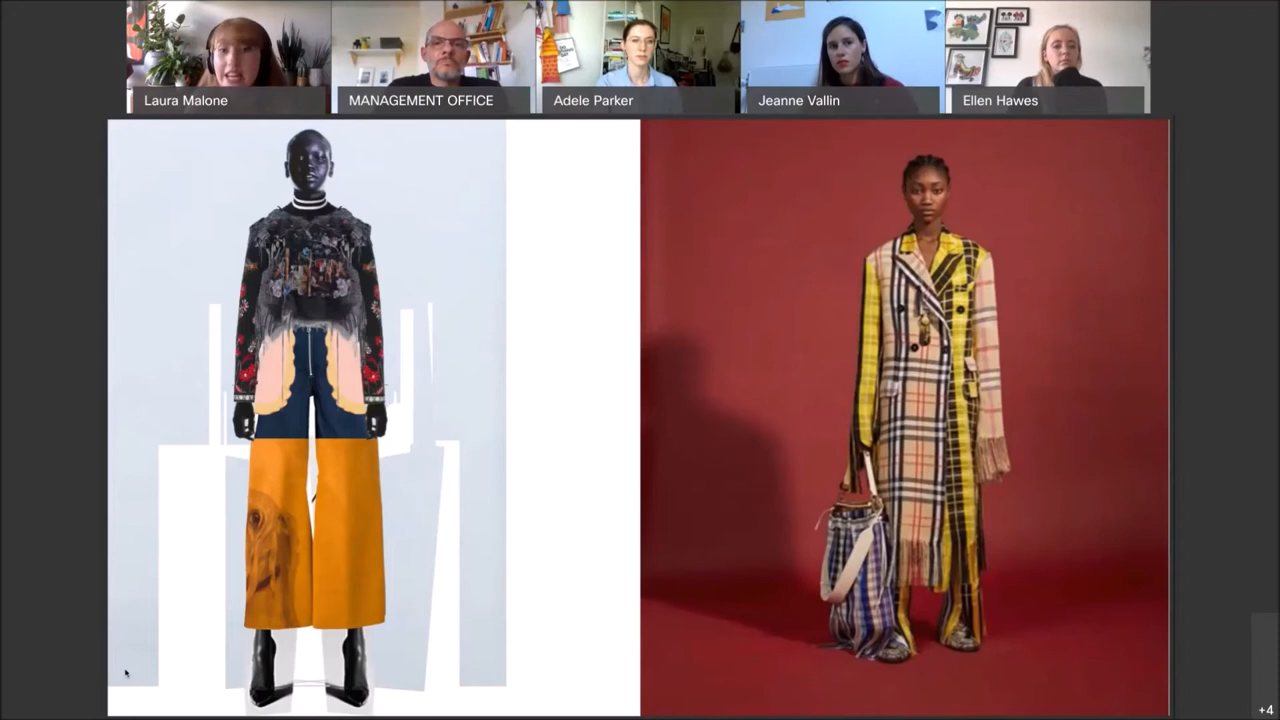 Laura Malone
MANAGEMENT OFFICE
Adele Parker
Jeanne Vallin
Ellen Hawes
+4